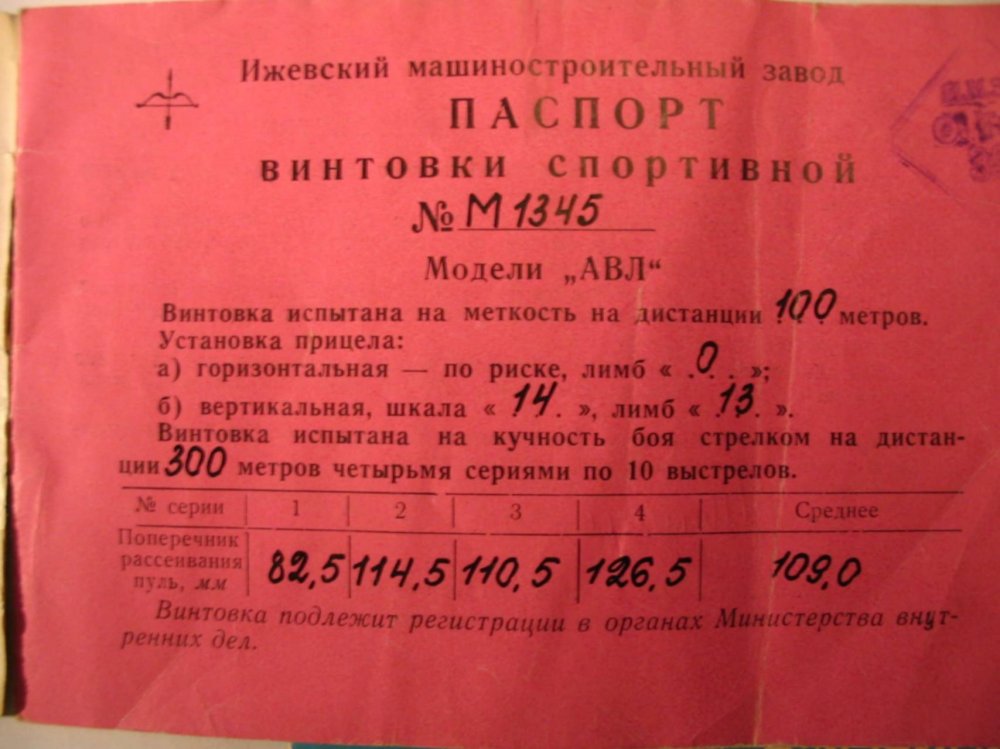 Ижевский машиностроительный завод
ПАСПОРТ
ВИНТОВКИ СПОРТИВНОЙ
№ М1345
Модели „АВЛ“
Винтовка испытана на меткость на дистанции 100 метров.
Установка прицела:
а) горизонтальная — по риске, лимб « 0 »;
б) вертикальная, шкала « 14 », лимб « 13 ».
Винтовка испытана на кучность боя стрелком на дистан-
ции 300 метров четырьмя сериями по 10 выстрелов.
№ серии 1 2 3 4 Среднее
Поперечник
рассеивания
пуль, мм 82,5 114,5 110,5 126,5 109,0
Винтовка подлежит регистрации в органах Министерства внут-
ренних дел.